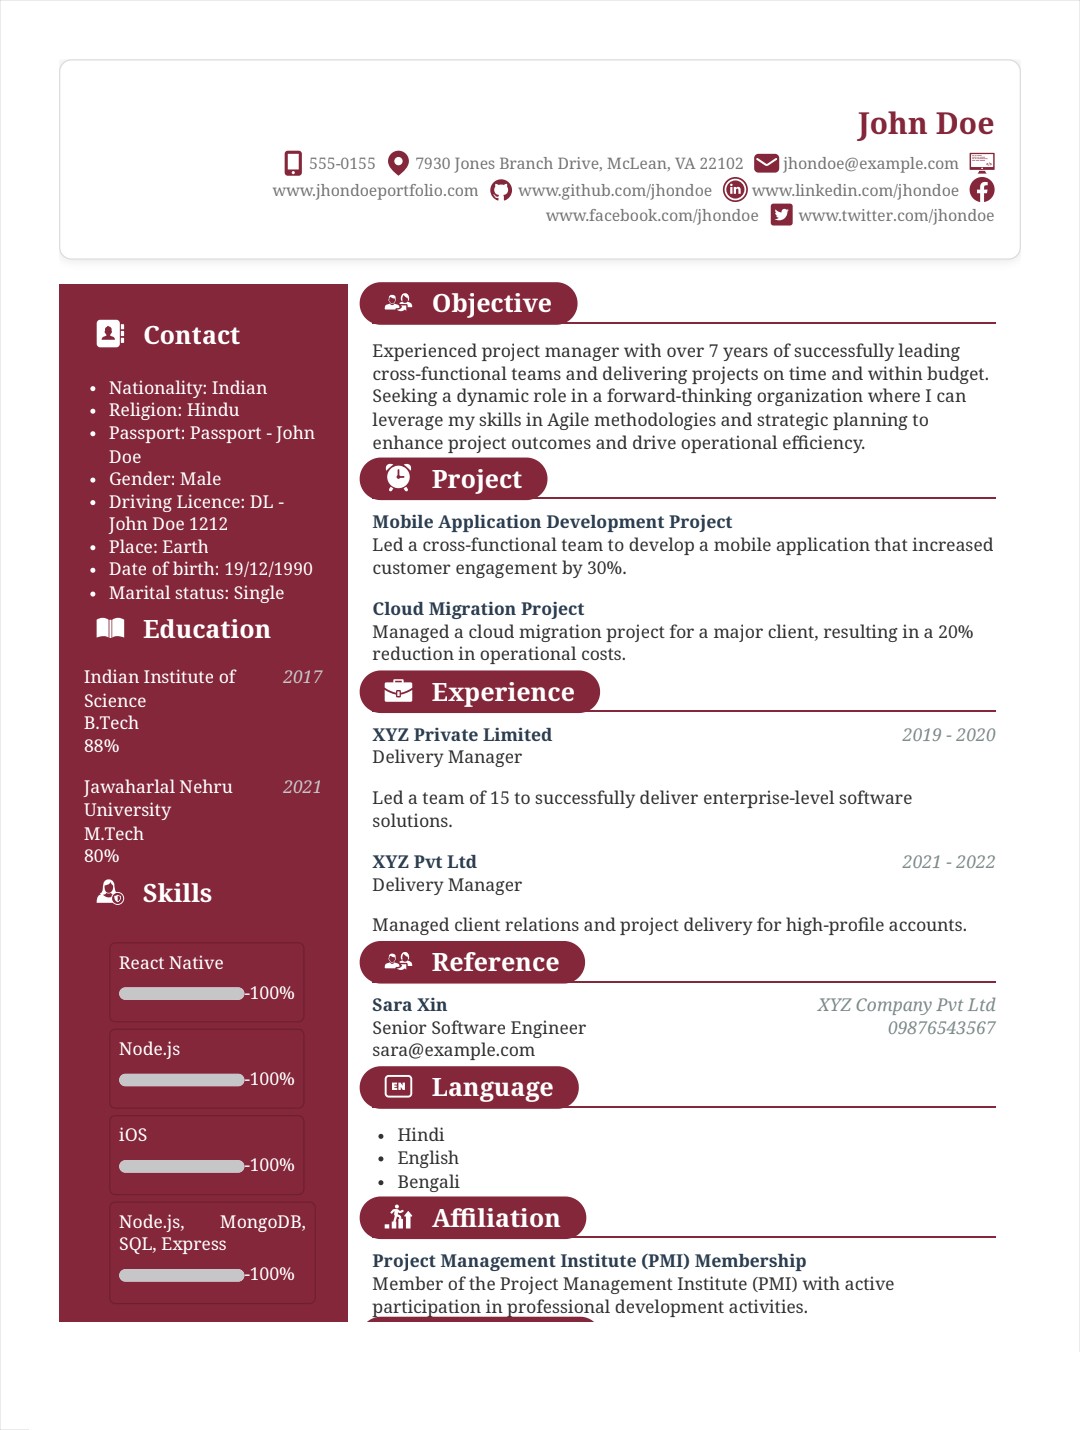 John Doe
555-0155 7930 Jones Branch Drive, McLean, VA 22102 jhondoe@example.com
www.jhondoeportfolio.com www.github.com/jhondoe www.linkedin.com/jhondoe
www.facebook.com/jhondoe www.twitter.com/jhondoe
Contact
• Nationality: Indian
• Religion: Hindu
• Passport: Passport - John
Doe
• Gender: Male
• Driving Licence: DL -
John Doe 1212
• Place: Earth
• Date of birth: 19/12/1990
• Marital status: Single
Education
Indian Institute of 2017
Science
B.Tech
88%
Jawaharlal Nehru 2021
University
M.Tech
80%
Skills
React Native
-100%
Node.js
-100%
iOS
-100%
Node.js, MongoDB,
SQL, Express
-100%
Objective
Experienced project manager with over 7 years of successfully leading
cross-functional teams and delivering projects on time and within budget.
Seeking a dynamic role in a forward-thinking organization where I can
leverage my skills in Agile methodologies and strategic planning to
enhance project outcomes and drive operational efficiency.
Project
Mobile Application Development Project
Led a cross-functional team to develop a mobile application that increased
customer engagement by 30%.
Cloud Migration Project
Managed a cloud migration project for a major client, resulting in a 20%
reduction in operational costs.
Experience
XYZ Private Limited 2019 - 2020
Delivery Manager
Led a team of 15 to successfully deliver enterprise-level software
solutions.
XYZ Pvt Ltd 2021 - 2022
Delivery Manager
Managed client relations and project delivery for high-profile accounts.
Reference
Sara Xin XYZ Company Pvt Ltd
Senior Software Engineer 09876543567
sara@example.com
EN Language
• Hindi
• English
• Bengali
Affiliation
Project Management Institute (PMI) Membership
Member of the Project Management Institute (PMI) with active
participation in professional development activities.